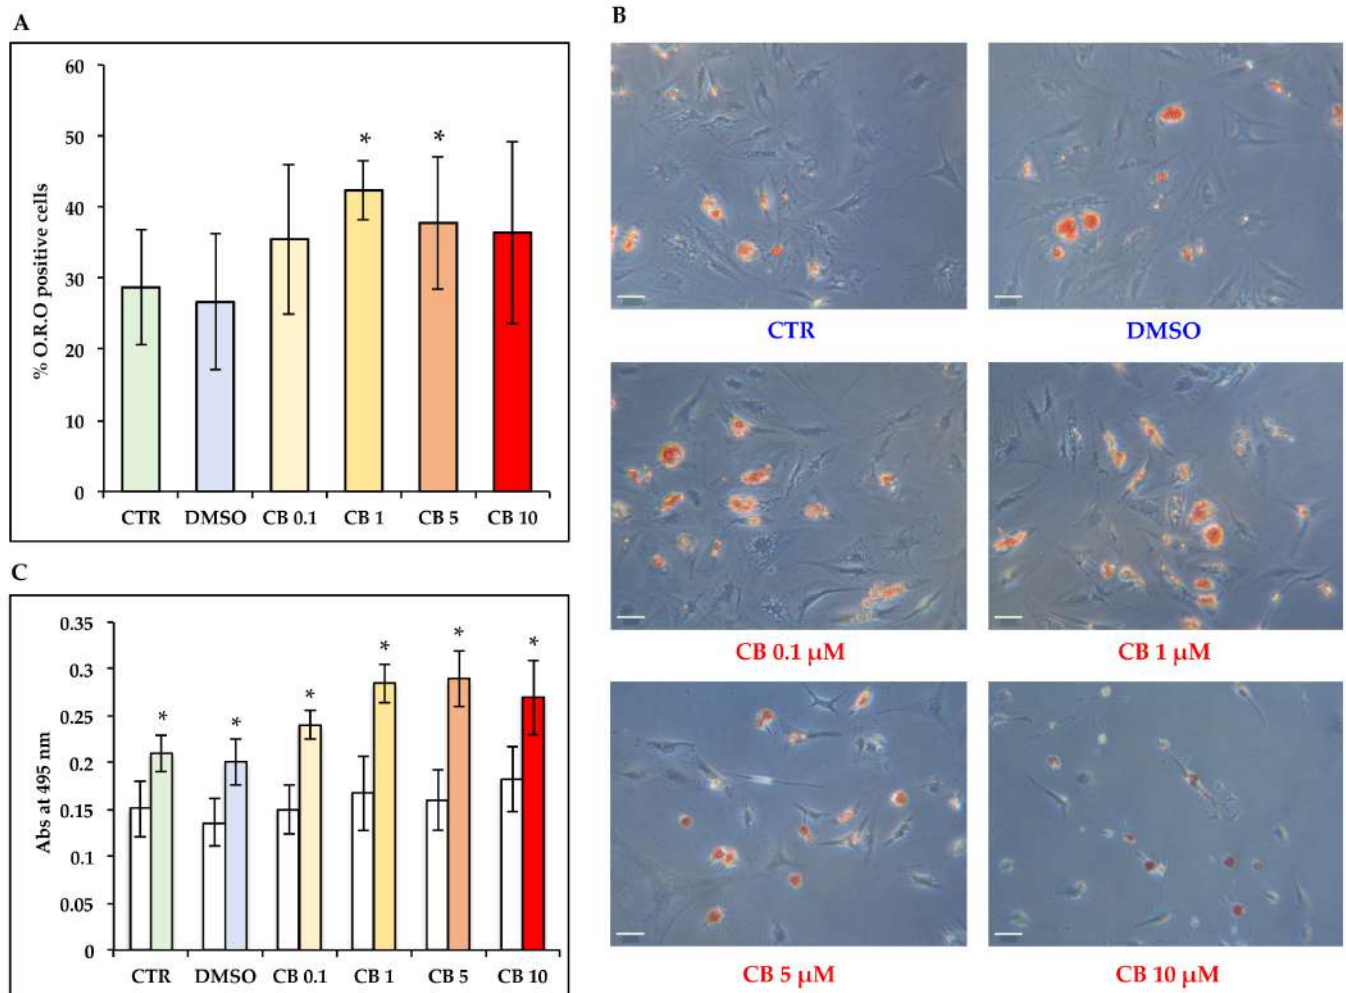 A
60
50
40
30
20
10
0
% O.R.O positive cells
* *
CTR DMSO CB 0.1 CB 1 CB 5 CB 10
B
CTR DMSO
CB 0.1 µM CB 1 µM
CB 5 µM CB 10 µM
C
0.35
0.3
0.25
0.2
0.15
0.1
0.05
0
Abs at 495 nm
* * * * * *
CTR DMSO CB 0.1 CB 1 CB 5 CB 10